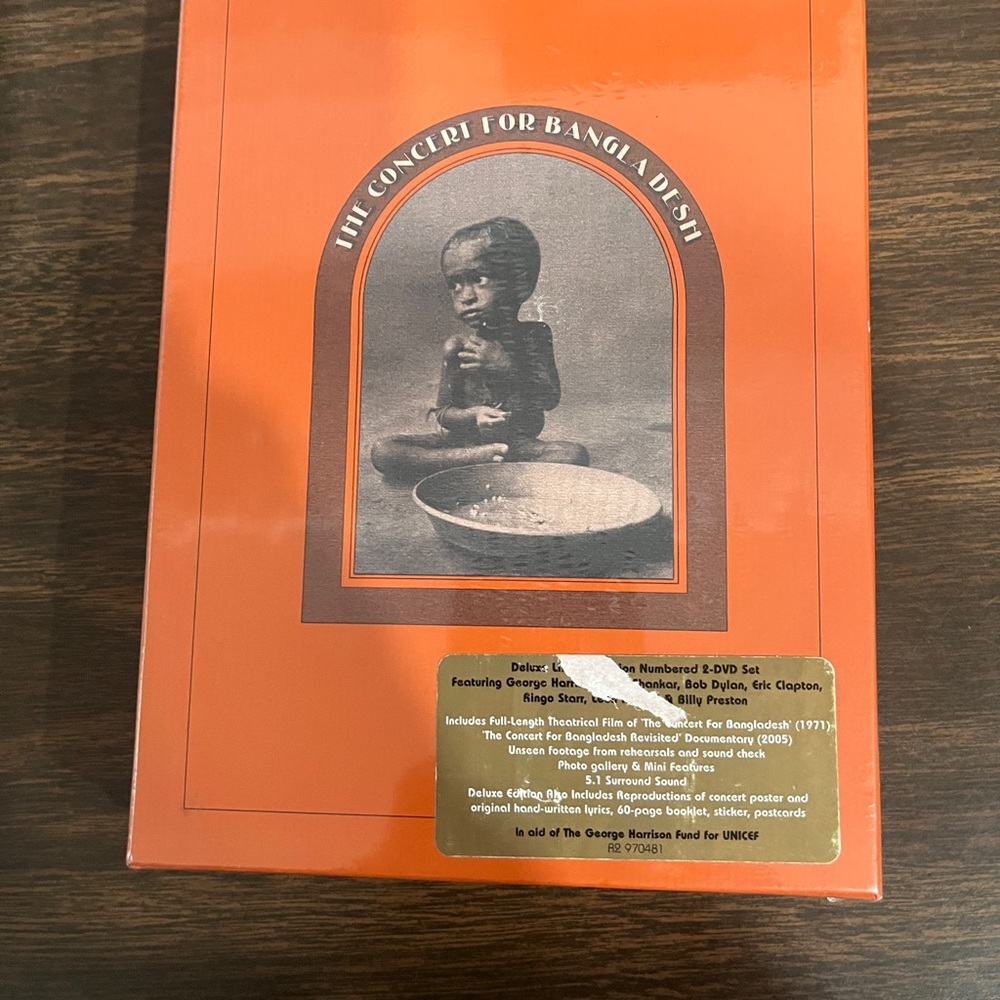 THE CONCERT FOR BANGLADESH
Deluxe Numbered 2-DVD Set
Featuring George Shankar, Bob Dylan, Eric Clapton,
Ringo Starr, & Billy Preston
Includes Full-Length Theatrical Film of 'The Concert For Bangladesh' (1971)
'The Concert For Bangladesh Revisited' Documentary (2005)
Unseen footage from rehearsals and sound check
Photo gallery & Mini Features
5.1 Surround Sound
Deluxe Edition Also Includes Reproductions of concert poster and
original hand-written lyrics, 60-page booklet, sticker, postcards
In aid of The George Harrison Fund for UNICEF
R2 970481